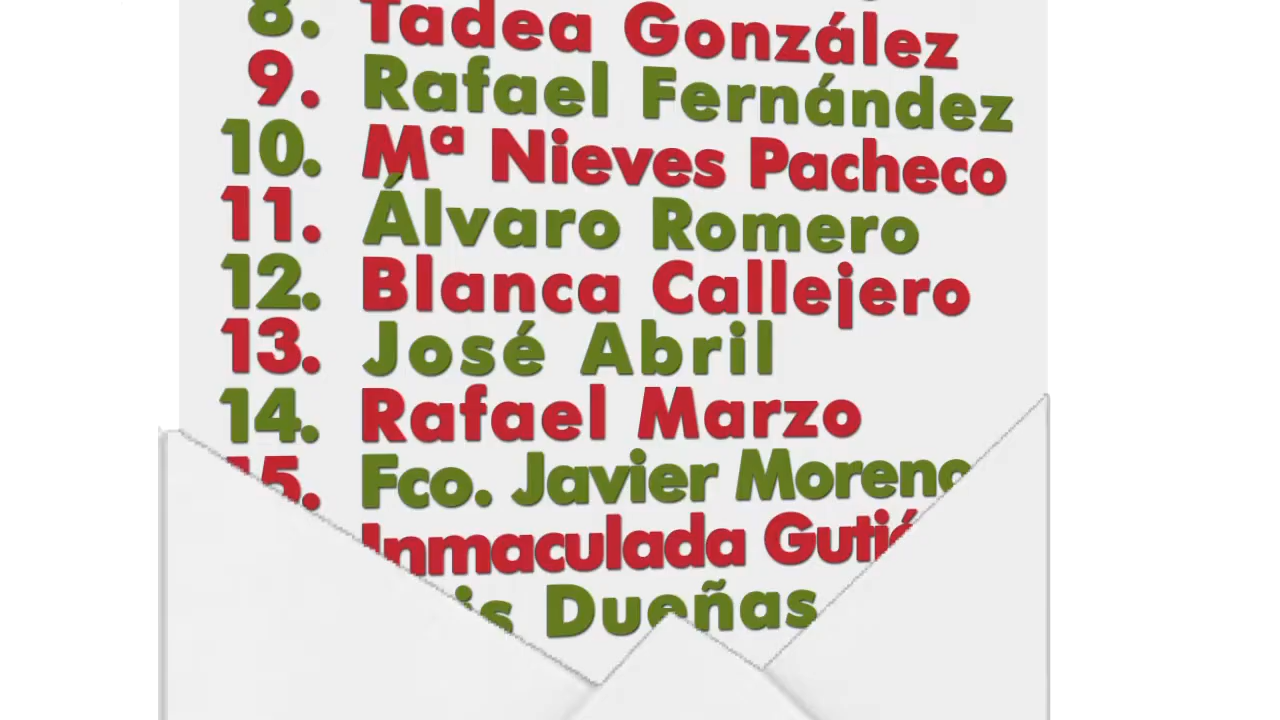 8. Tadea González
9. Rafael Fernández
10. Mª Nieves Pacheco
11. Álvaro Romero
12. Blanca Callejero
13. José Abril
14. Rafael Marzo
15. Fco. Javier Moreno
Inmaculada
Dueñas